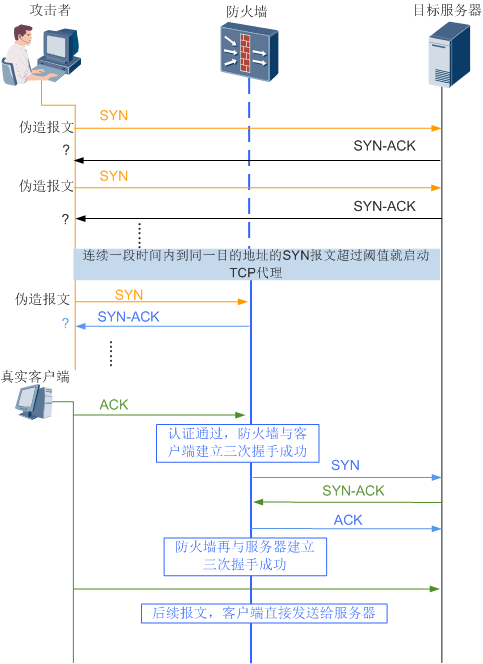 攻击者
防火墙
目标服务器
SYN
伪造报文
?
SYN-ACK
SYN
伪造报文
SYN-ACK
?
连续一段时间内到同一目的地址的SYN报文超过阈值就启动
TCP代理
伪造报文
SYN
SYN-ACK
?
真实客户端
ACK
认证通过，防火墙与客
户端建立三次握手成功
SYN
SYN-ACK
ACK
防火墙再与服务器建立
三次握手成功
后续报文，客户端直接发送给服务器